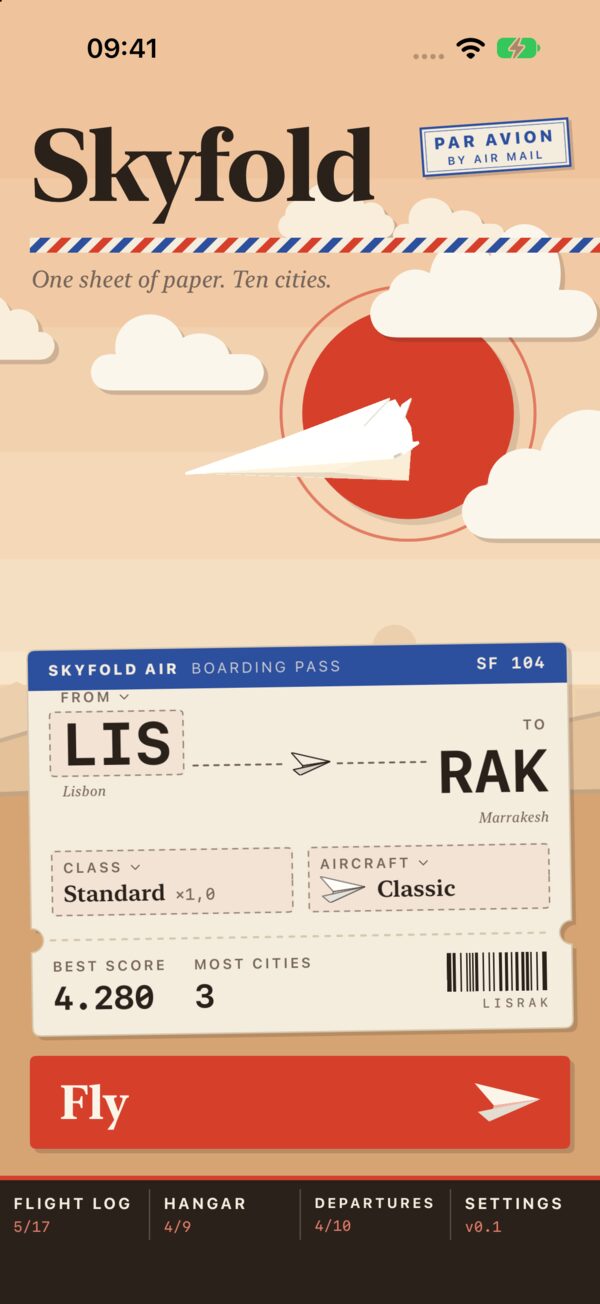 09:41
Skyfold
PAR AVION
BY AIR MAIL
One sheet of paper. Ten cities.
SKYFOLD AIR BOARDING PASS SF 104
FROM
LIS
Lisbon
TO
RAK
Marrakesh
CLASS
Standard ×1,0
AIRCRAFT
Classic
BEST SCORE
4.280
MOST CITIES
3
LISRAK
Fly
FLIGHT LOG
5/17
HANGAR
4/9
DEPARTURES
4/10
SETTINGS
v0.1